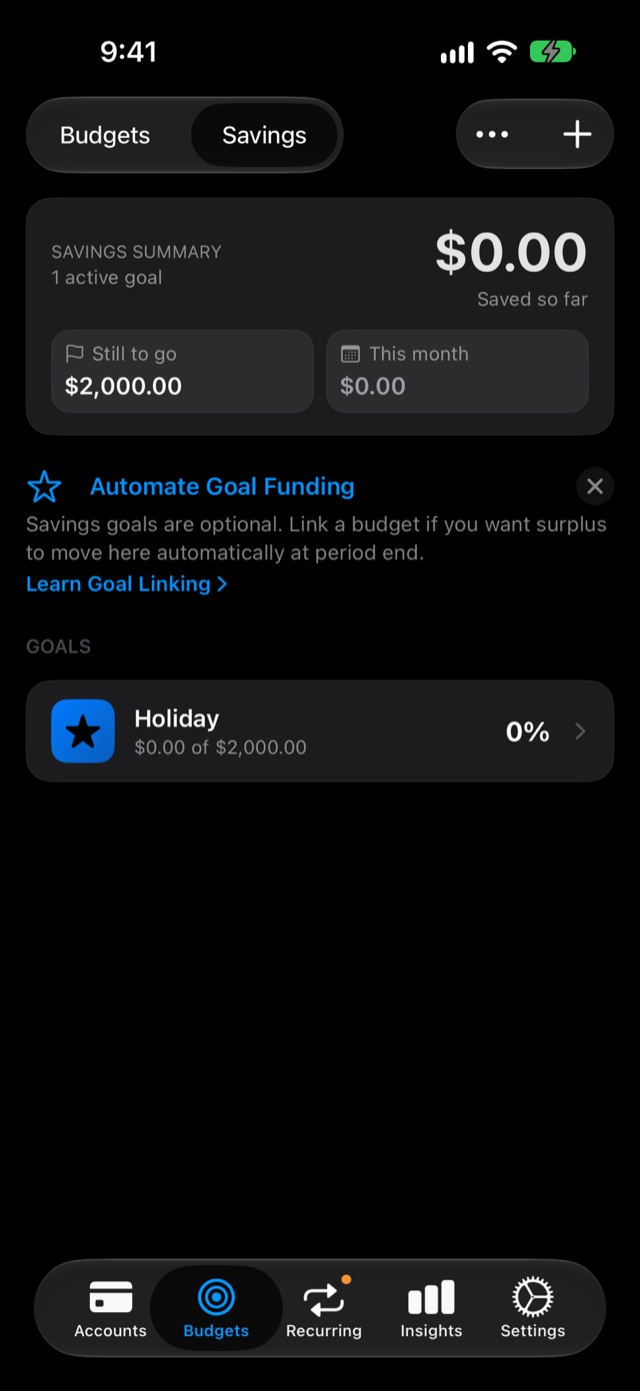 9:41
Budgets
Savings
SAVINGS SUMMARY
1 active goal
$0.00
Saved so far
Still to go
$2,000.00
This month
$0.00
Automate Goal Funding
Savings goals are optional. Link a budget if you want surplus
to move here automatically at period end.
Learn Goal Linking
GOALS
Holiday
$0.00 of $2,000.00
0%
Accounts
Budgets
Recurring
Insights
Settings